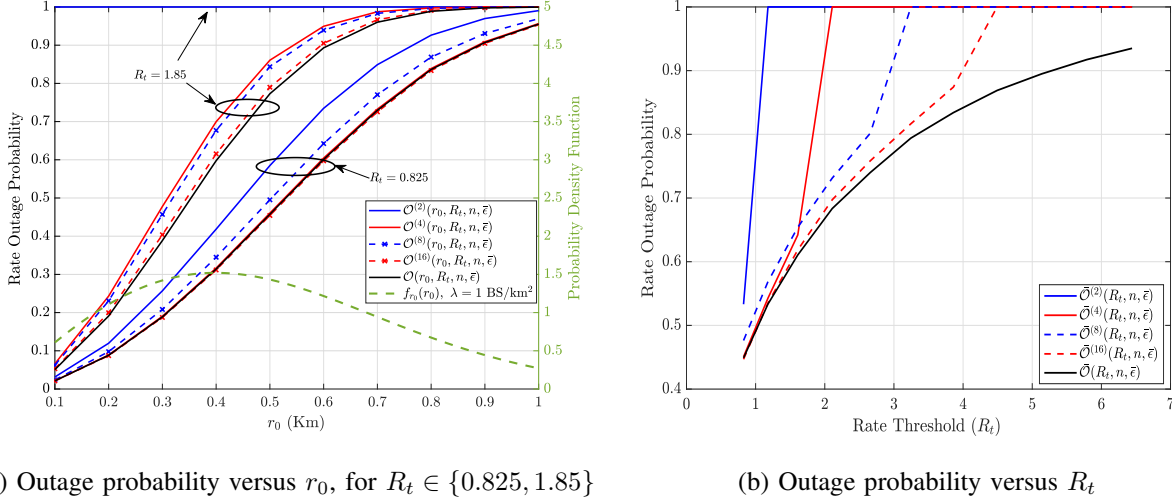 1
0.9
0.8
0.7
0.6
0.5
0.4
0.3
0.2
0.1
0
Rate Outage Probability
R_t = 1.85
R_t = 0.825
5
4.5
4
3.5
3
2.5
2
1.5
1
0.5
0
Probability Density Function
𝒪^{(2)}(r_0, R_t, n, ε̄)
𝒪^{(4)}(r_0, R_t, n, ε̄)
𝒪^{(8)}(r_0, R_t, n, ε̄)
𝒪^{(16)}(r_0, R_t, n, ε̄)
𝒪(r_0, R_t, n, ε̄)
f_{r_0}(r_0), λ = 1 BS/km^2
0.1 0.2 0.3 0.4 0.5 0.6 0.7 0.8 0.9 1
r_0 (Km)
) Outage probability versus r_0, for R_t ∈ {0.825, 1.85}
1
0.9
0.8
0.7
0.6
0.5
0.4
Rate Outage Probability
𝒪̄^{(2)}(R_t, n, ε̄)
𝒪̄^{(4)}(R_t, n, ε̄)
𝒪̄^{(8)}(R_t, n, ε̄)
𝒪̄^{(16)}(R_t, n, ε̄)
𝒪̄(R_t, n, ε̄)
0 1 2 3 4 5 6 7
Rate Threshold (R_t)
(b) Outage probability versus R_t